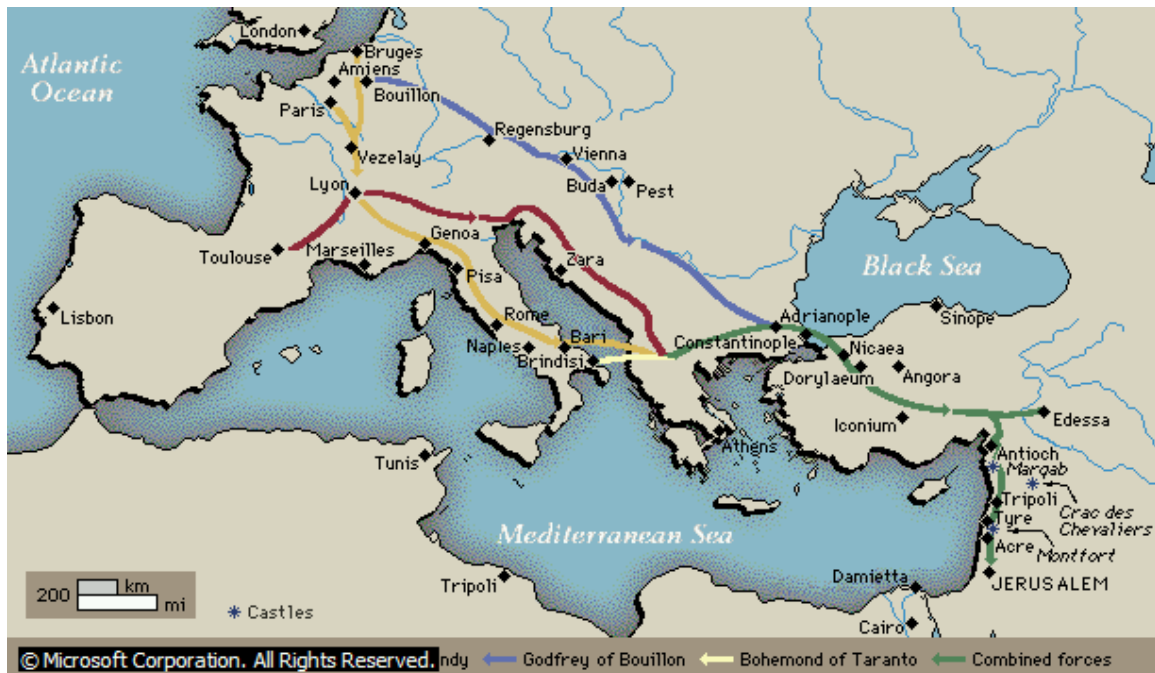 London
Atlantic
Ocean
Bruges
Amiens
Bouillon
Paris
Regensburg
Vezelay
Vienna
Buda
Pest
Lyon
Genoa
Toulouse
Marseilles
Zara
Pisa
Black Sea
Lisbon
Rome
Adrianople
Sinope
Naples
Bari
Constantinople
Nicaea
Brindisi
Dorylaeum
Angora
Iconium
Edessa
Athens
Tunis
Antioch
Marqab
Tripoli
Crac des
Chevaliers
Mediterranean Sea
Tyre
Acre
Montfort
Tripoli
Damietta
JERUSALEM
200 km
mi
Castles
Cairo
© Microsoft Corporation. All Rights Reserved. ndy Godfrey of Bouillon Bohemond of Taranto Combined forces